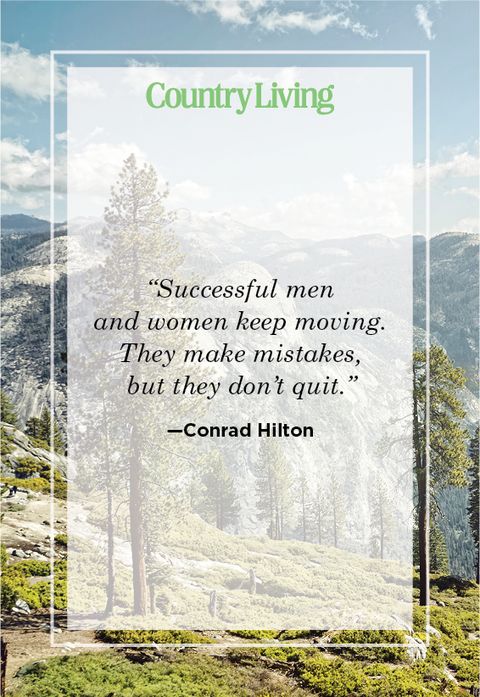 Country Living
“Successful men
and women keep moving.
They make mistakes,
but they don’t quit.”
—Conrad Hilton